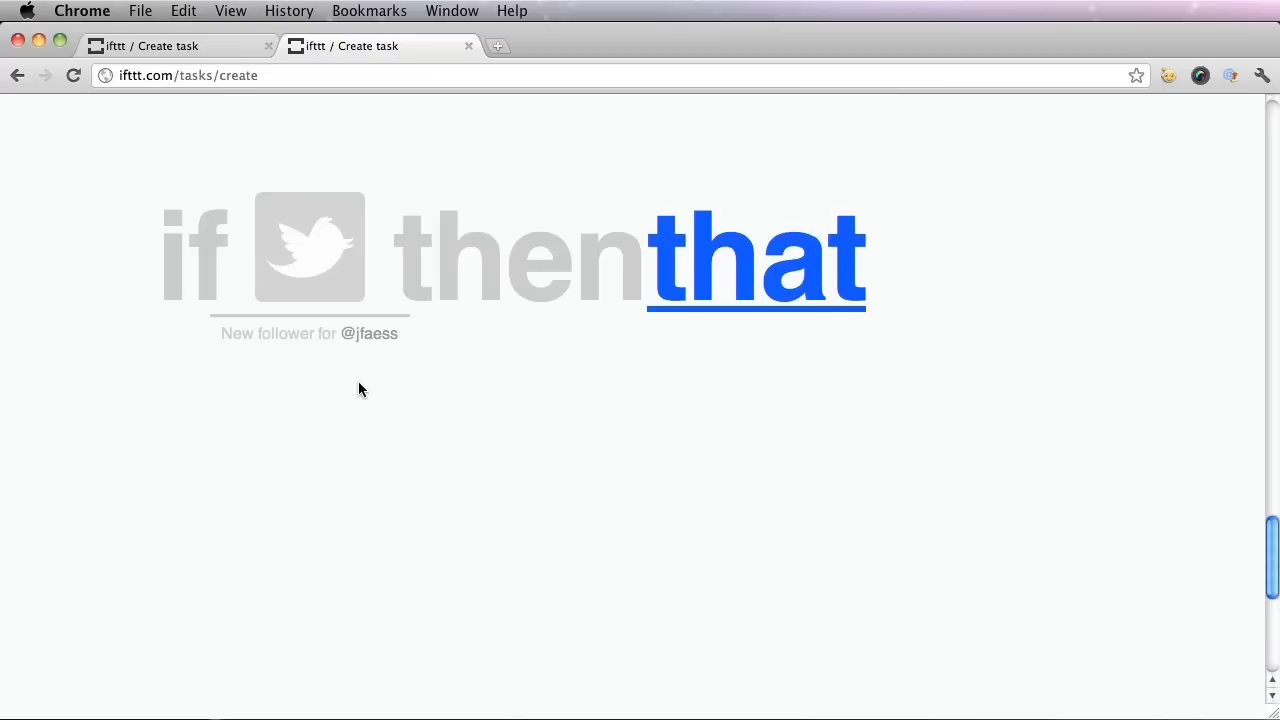 Chrome File Edit View History Bookmarks Window Help
ifttt / Create task ifttt / Create task
ifttt.com/tasks/create
if then that
New follower for @jfaess